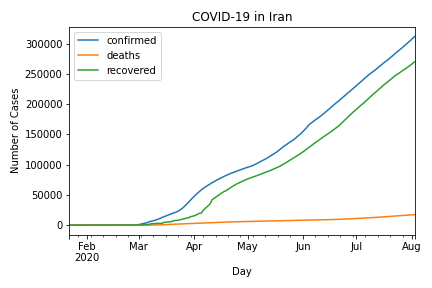 COVID-19 in Iran
confirmed
deaths
recovered
Number of Cases
300000
250000
200000
150000
100000
50000
0
Feb Mar Apr May Jun Jul Aug
2020
Day